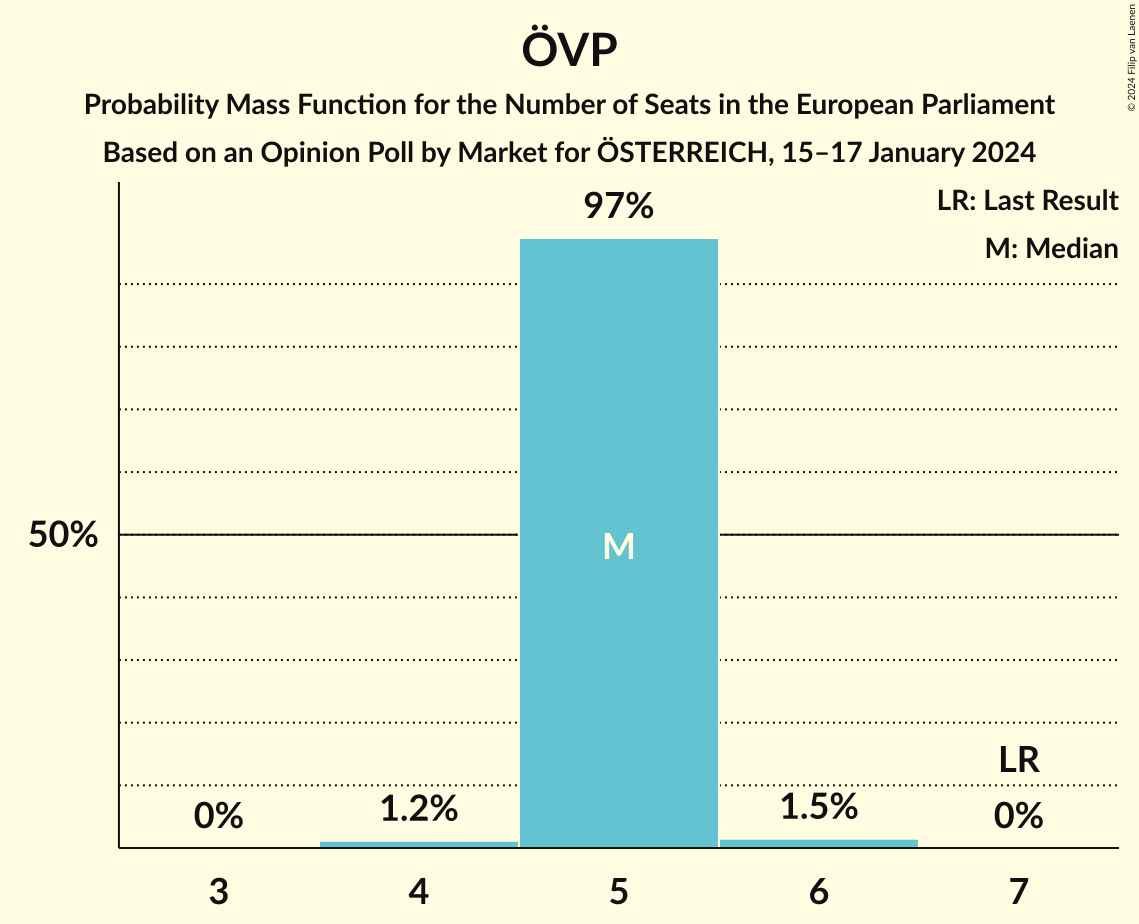 ÖVP
Probability Mass Function for the Number of Seats in the European Parliament
Based on an Opinion Poll by Market for ÖSTERREICH, 15–17 January 2024
© 2024 Filip van Laenen
LR: Last Result
M: Median
97%
50%
M
LR
0%
1.2%
1.5%
0%
3
4
5
6
7